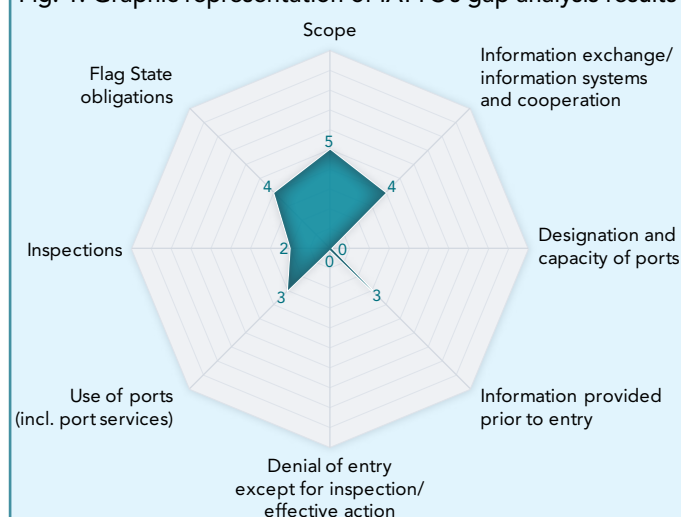 Scope
Information exchange/
information systems
and cooperation
Flag State
obligations
5
4
4
Inspections
2
0
Designation and
capacity of ports
0
3
3
Use of ports
(incl. port services)
Information provided
prior to entry
Denial of entry
except for inspection/
effective action